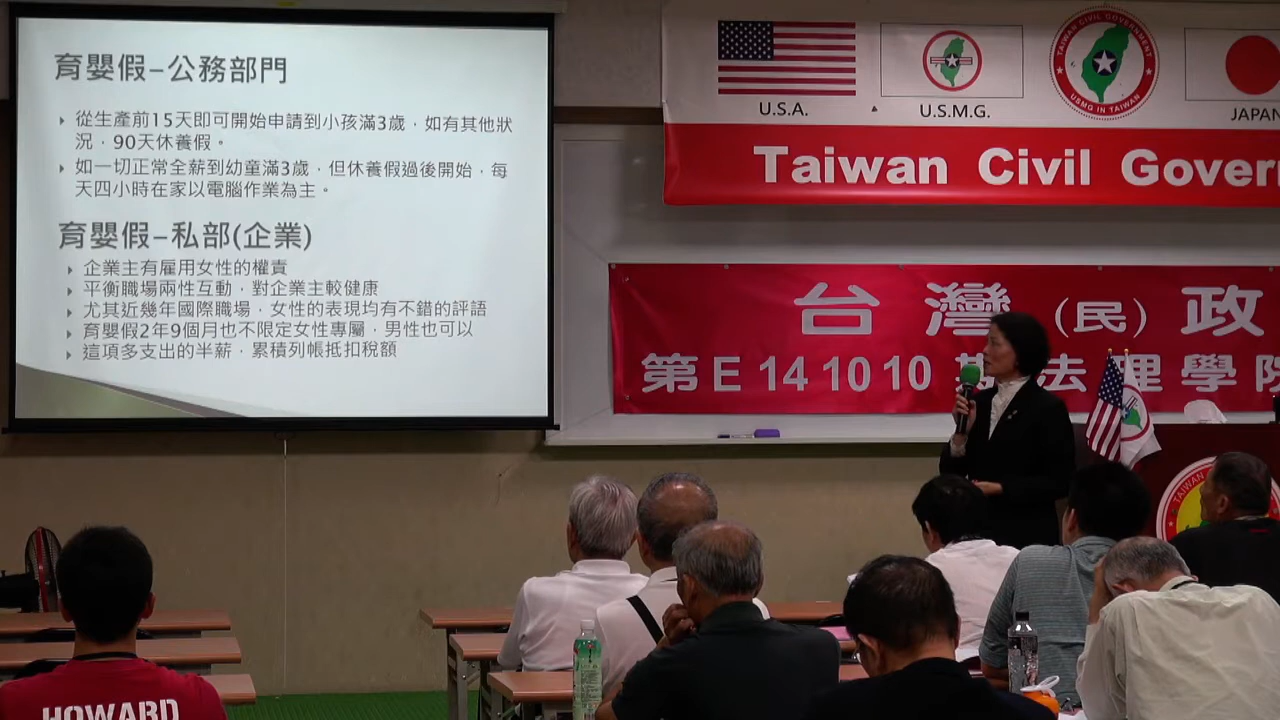 育嬰假–公務部門
從生產前15天即可開始申請到小孩滿3歲，如有其他狀
況，90天休養假。
如一切正常全薪到幼童滿3歲，但休養假過後開始，每
天四小時在家以電腦作業為主。
育嬰假–私部(企業)
企業主有雇用女性的權責
平衡職場兩性互動，對企業主較健康
尤其近幾年國際職場，女性的表現均有不錯的評語
育嬰假2年9個月也不限定女性專屬，男性也可以
這項多支出的半薪，累積列帳抵扣稅額
U.S.A.
U.S.M.G.
TAIWAN CIVIL GOVERNMENT
USMG IN TAIWAN
JAPAN
Taiwan Civil Gover
台灣（民）政
第E 14 10 10 期法理學院
TAIWAN
HOWARD